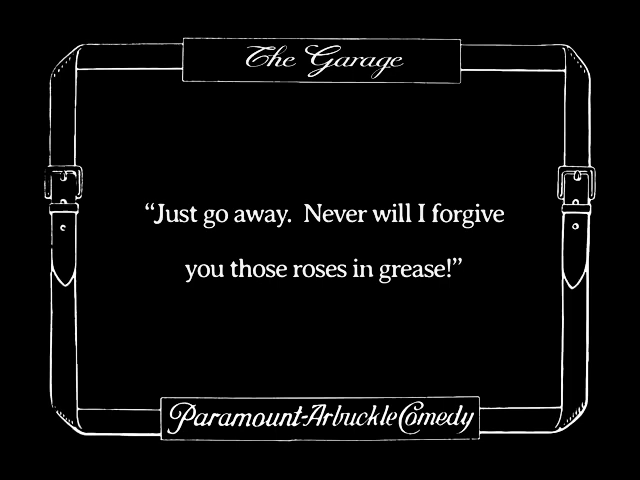 The Garage
“Just go away.  Never will I forgive
you those roses in grease!”
Paramount-Arbuckle Comedy